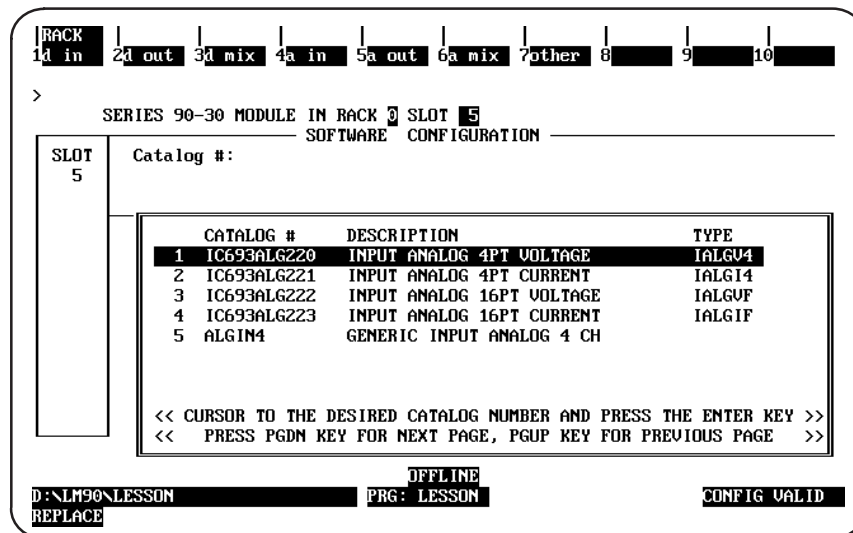 RACK
1d in 2d out 3d mix 4a in 5a out 6a mix 7other 8 9 10
>
SERIES 90-30 MODULE IN RACK 0 SLOT 5
SOFTWARE CONFIGURATION
SLOT Catalog #:
5
CATALOG # DESCRIPTION TYPE
1 IC693ALG220 INPUT ANALOG 4PT VOLTAGE IALGV4
2 IC693ALG221 INPUT ANALOG 4PT CURRENT IALGI4
3 IC693ALG222 INPUT ANALOG 16PT VOLTAGE IALGVF
4 IC693ALG223 INPUT ANALOG 16PT CURRENT IALGIF
5 ALGIN4 GENERIC INPUT ANALOG 4 CH
<< CURSOR TO THE DESIRED CATALOG NUMBER AND PRESS THE ENTER KEY >>
<< PRESS PGDN KEY FOR NEXT PAGE, PGUP KEY FOR PREVIOUS PAGE >>
OFFLINE
D:\LM90\LESSON PRG: LESSON CONFIG VALID
REPLACE